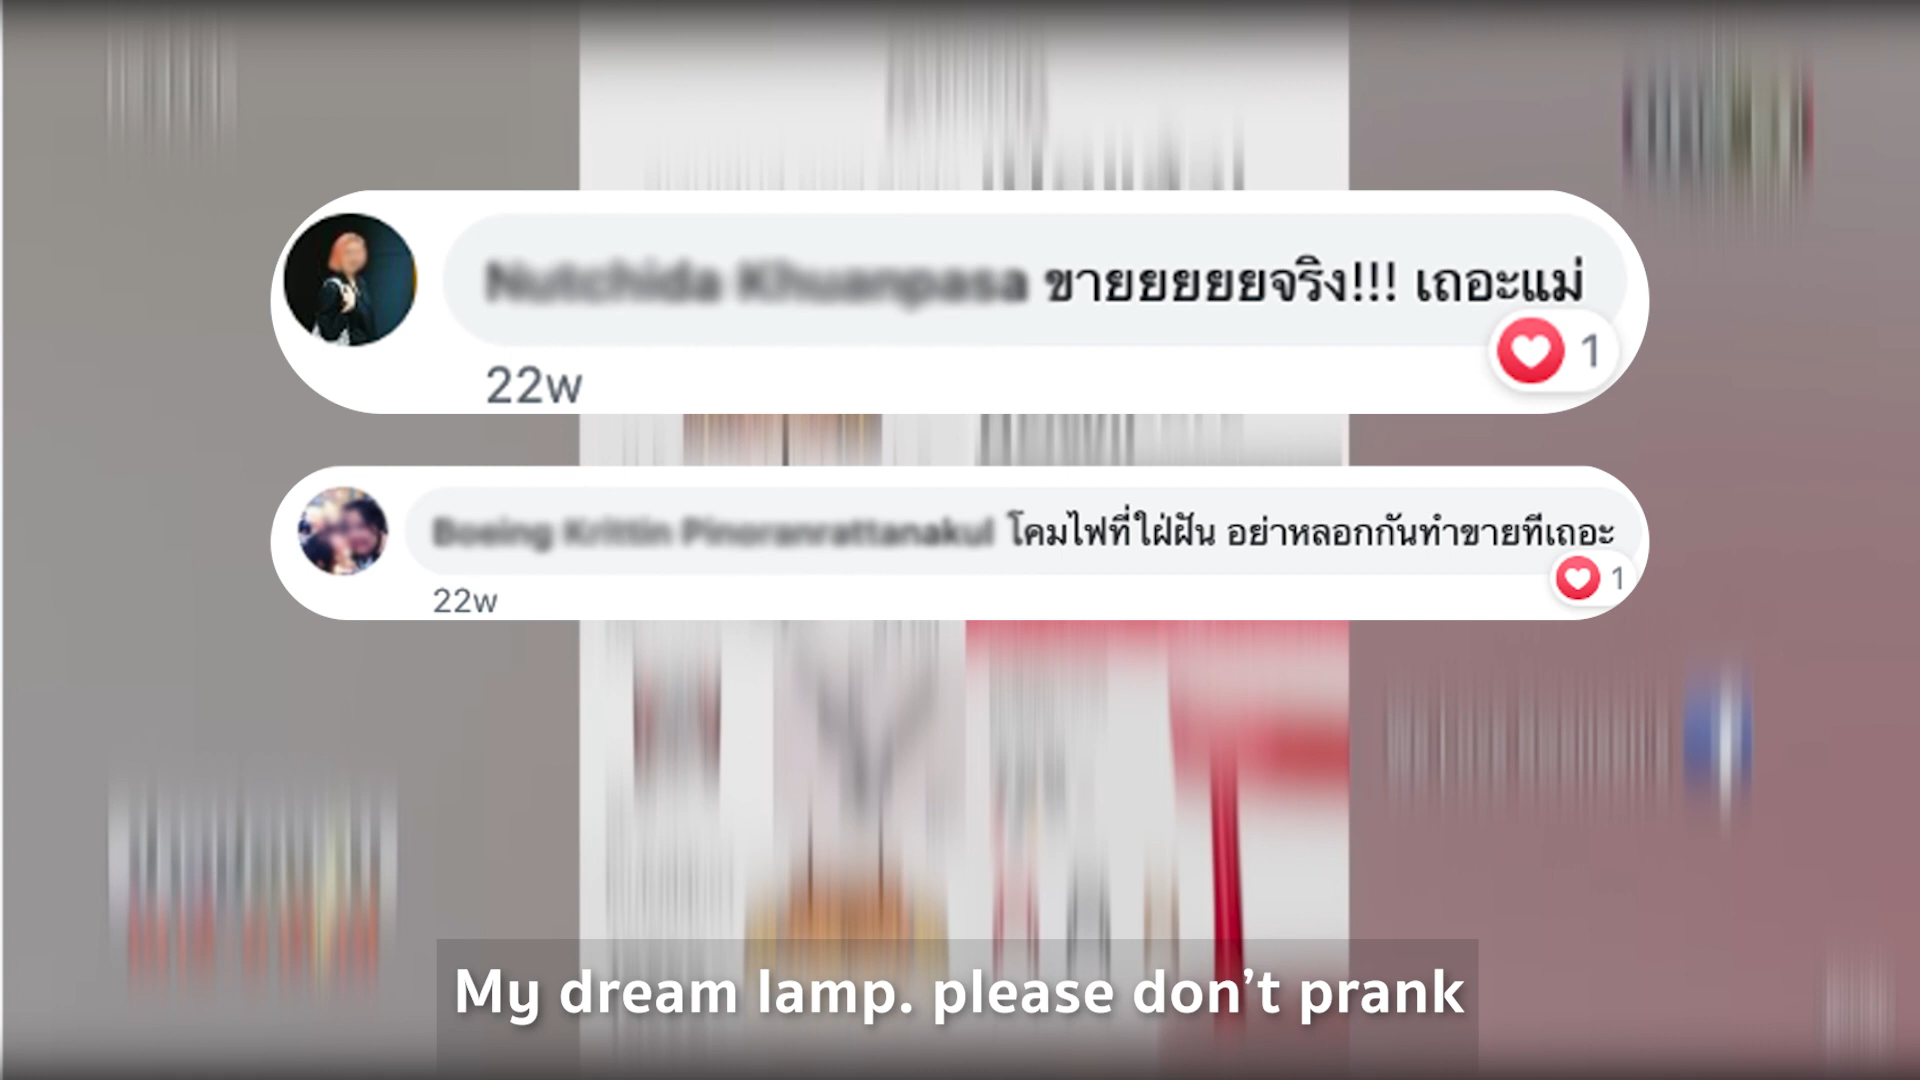 ขายยยยยจริง!!! เถอะแม่
1
22w
โคมไฟที่ใฝ่ฝัน อย่าหลอกกันทำขายทีเถอะ
1
22w
My dream lamp. please don't prank